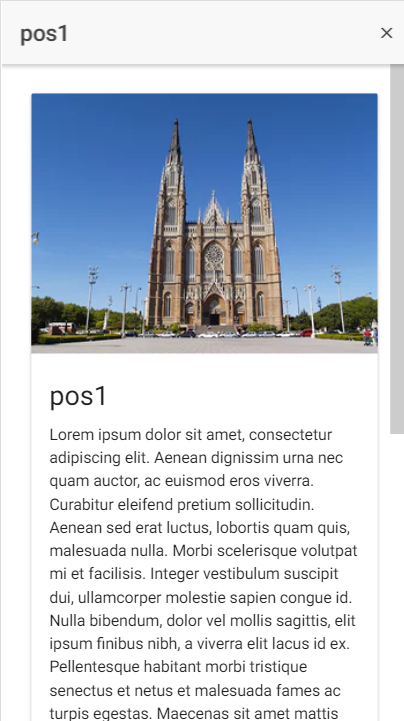 pos1
pos1
Lorem ipsum dolor sit amet, consectetur
adipiscing elit. Aenean dignissim urna nec
quam auctor, ac euismod eros viverra.
Curabitur eleifend pretium sollicitudin.
Aenean sed erat luctus, lobortis quam quis,
malesuada nulla. Morbi scelerisque volutpat
mi et facilisis. Integer vestibulum suscipit
dui, ullamcorper molestie sapien congue id.
Nulla bibendum, dolor vel mollis sagittis, elit
ipsum finibus nibh, a viverra elit lacus id ex.
Pellentesque habitant morbi tristique
senectus et netus et malesuada fames ac
turpis egestas. Maecenas sit amet mattis